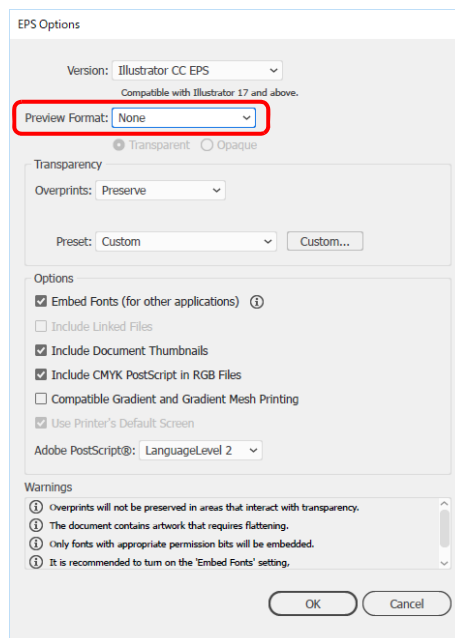 EPS Options
Version: Illustrator CC EPS
Compatible with Illustrator 17 and above.
Preview Format: None
Transparent Opaque
Transparency
Overprints: Preserve
Preset: Custom Custom...
Options
Embed Fonts (for other applications)
Include Linked Files
Include Document Thumbnails
Include CMYK PostScript in RGB Files
Compatible Gradient and Gradient Mesh Printing
Use Printer's Default Screen
Adobe PostScript®: LanguageLevel 2
Warnings
Overprints will not be preserved in areas that interact with transparency.
The document contains artwork that requires flattening.
Only fonts with appropriate permission bits will be embedded.
It is recommended to turn on the 'Embed Fonts' setting,
OK Cancel